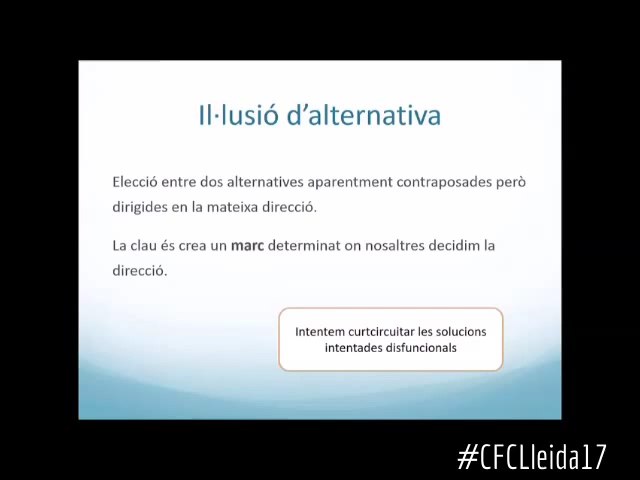 Il·lusió d'alternativa
Elecció entre dos alternatives aparentment contraposades però
dirigides en la mateixa direcció.
La clau és crea un marc determinat on nosaltres decidim la
direcció.
Intentem curtcircuitar les solucions
intentades disfuncionals
#CFCLleida17